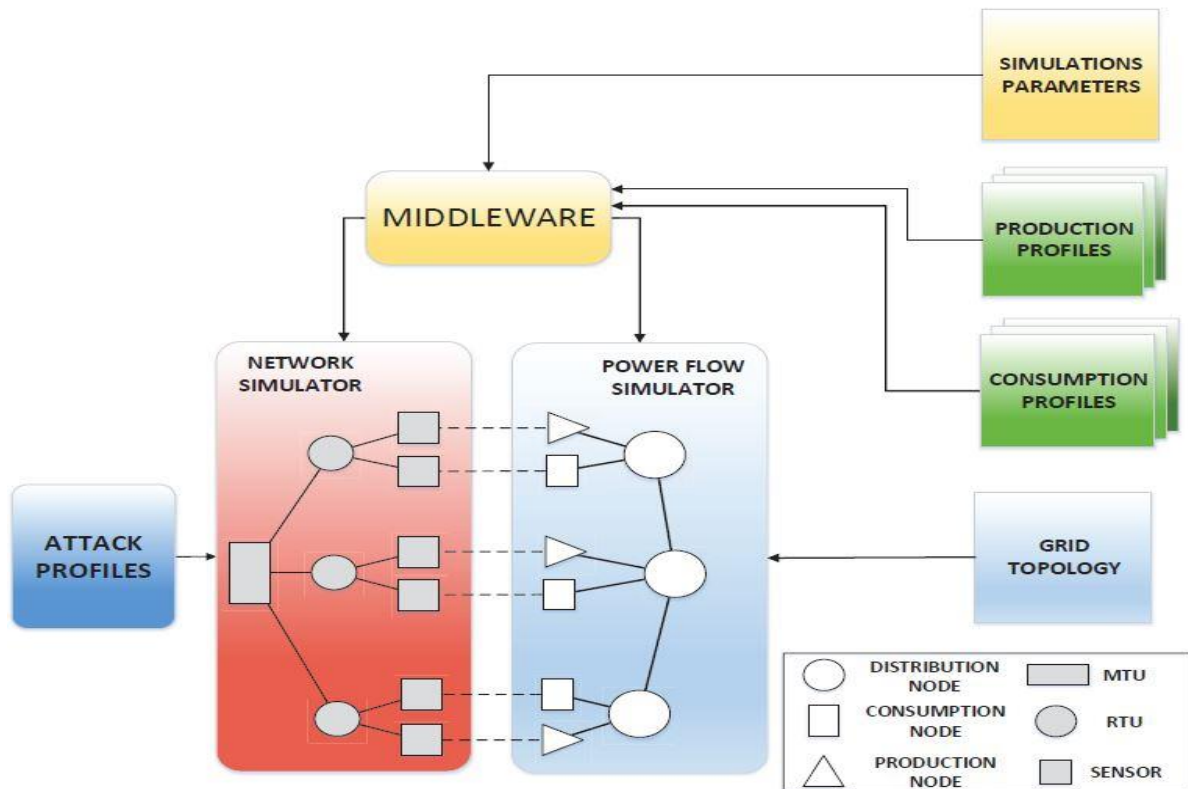 SIMULATIONS
PARAMETERS
MIDDLEWARE
PRODUCTION
PROFILES
CONSUMPTION
PROFILES
NETWORK
SIMULATOR
POWER FLOW
SIMULATOR
ATTACK
PROFILES
GRID
TOPOLOGY
DISTRIBUTION
NODE
MTU
CONSUMPTION
NODE
RTU
PRODUCTION
NODE
SENSOR